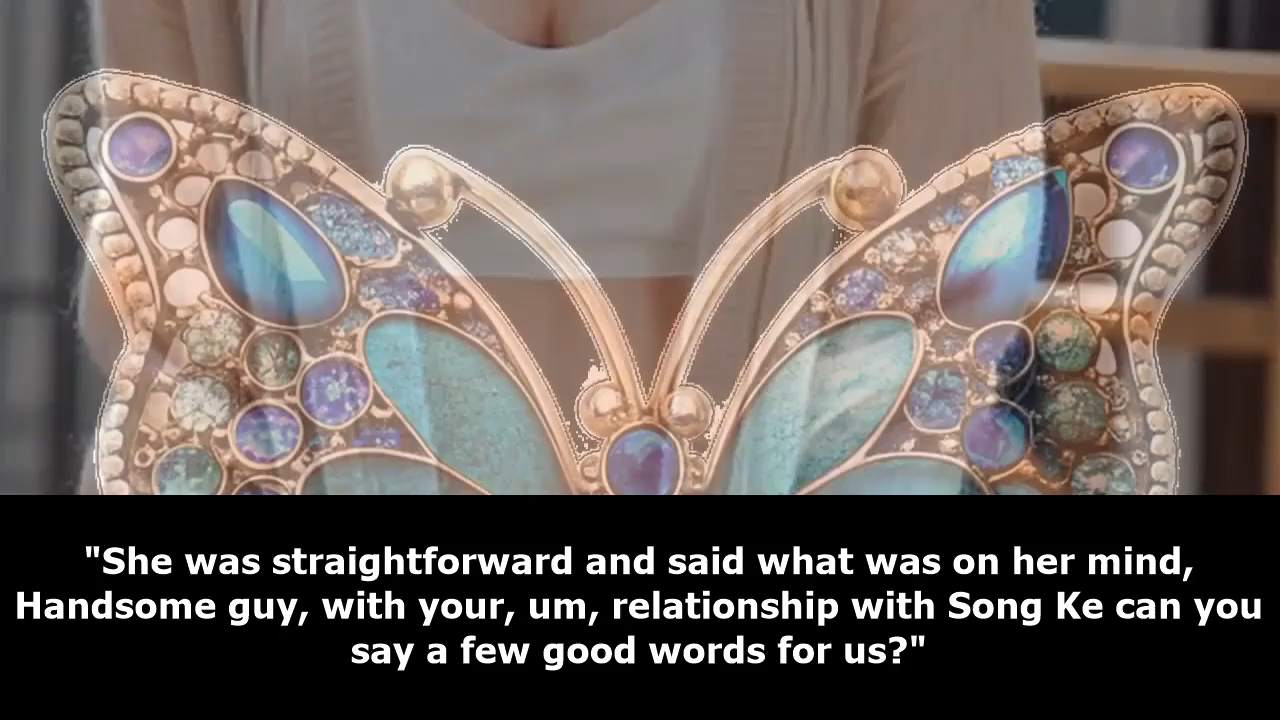 "She was straightforward and said what was on her mind,
Handsome guy, with your, um, relationship with Song Ke can you
say a few good words for us?"